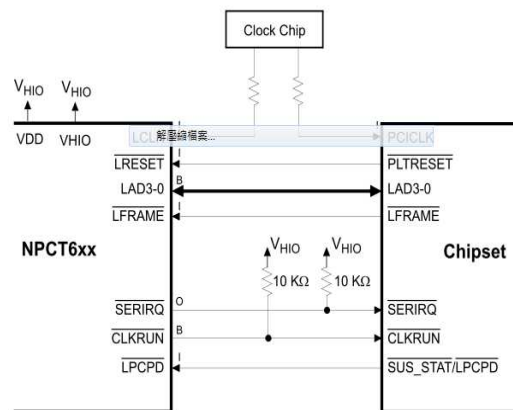 Clock Chip
VHIO VHIO
VDD VHIO
LCL 解壓縮檔案... PCICLK
LRESET I PLTRESET
LAD3-0 B LAD3-0
LFRAME I LFRAME
NPCT6xx Chipset
VHIO VHIO
10 KΩ 10 KΩ
SERIRQ O SERIRQ
CLKRUN B CLKRUN
LPCPD I SUS_STAT/LPCPD